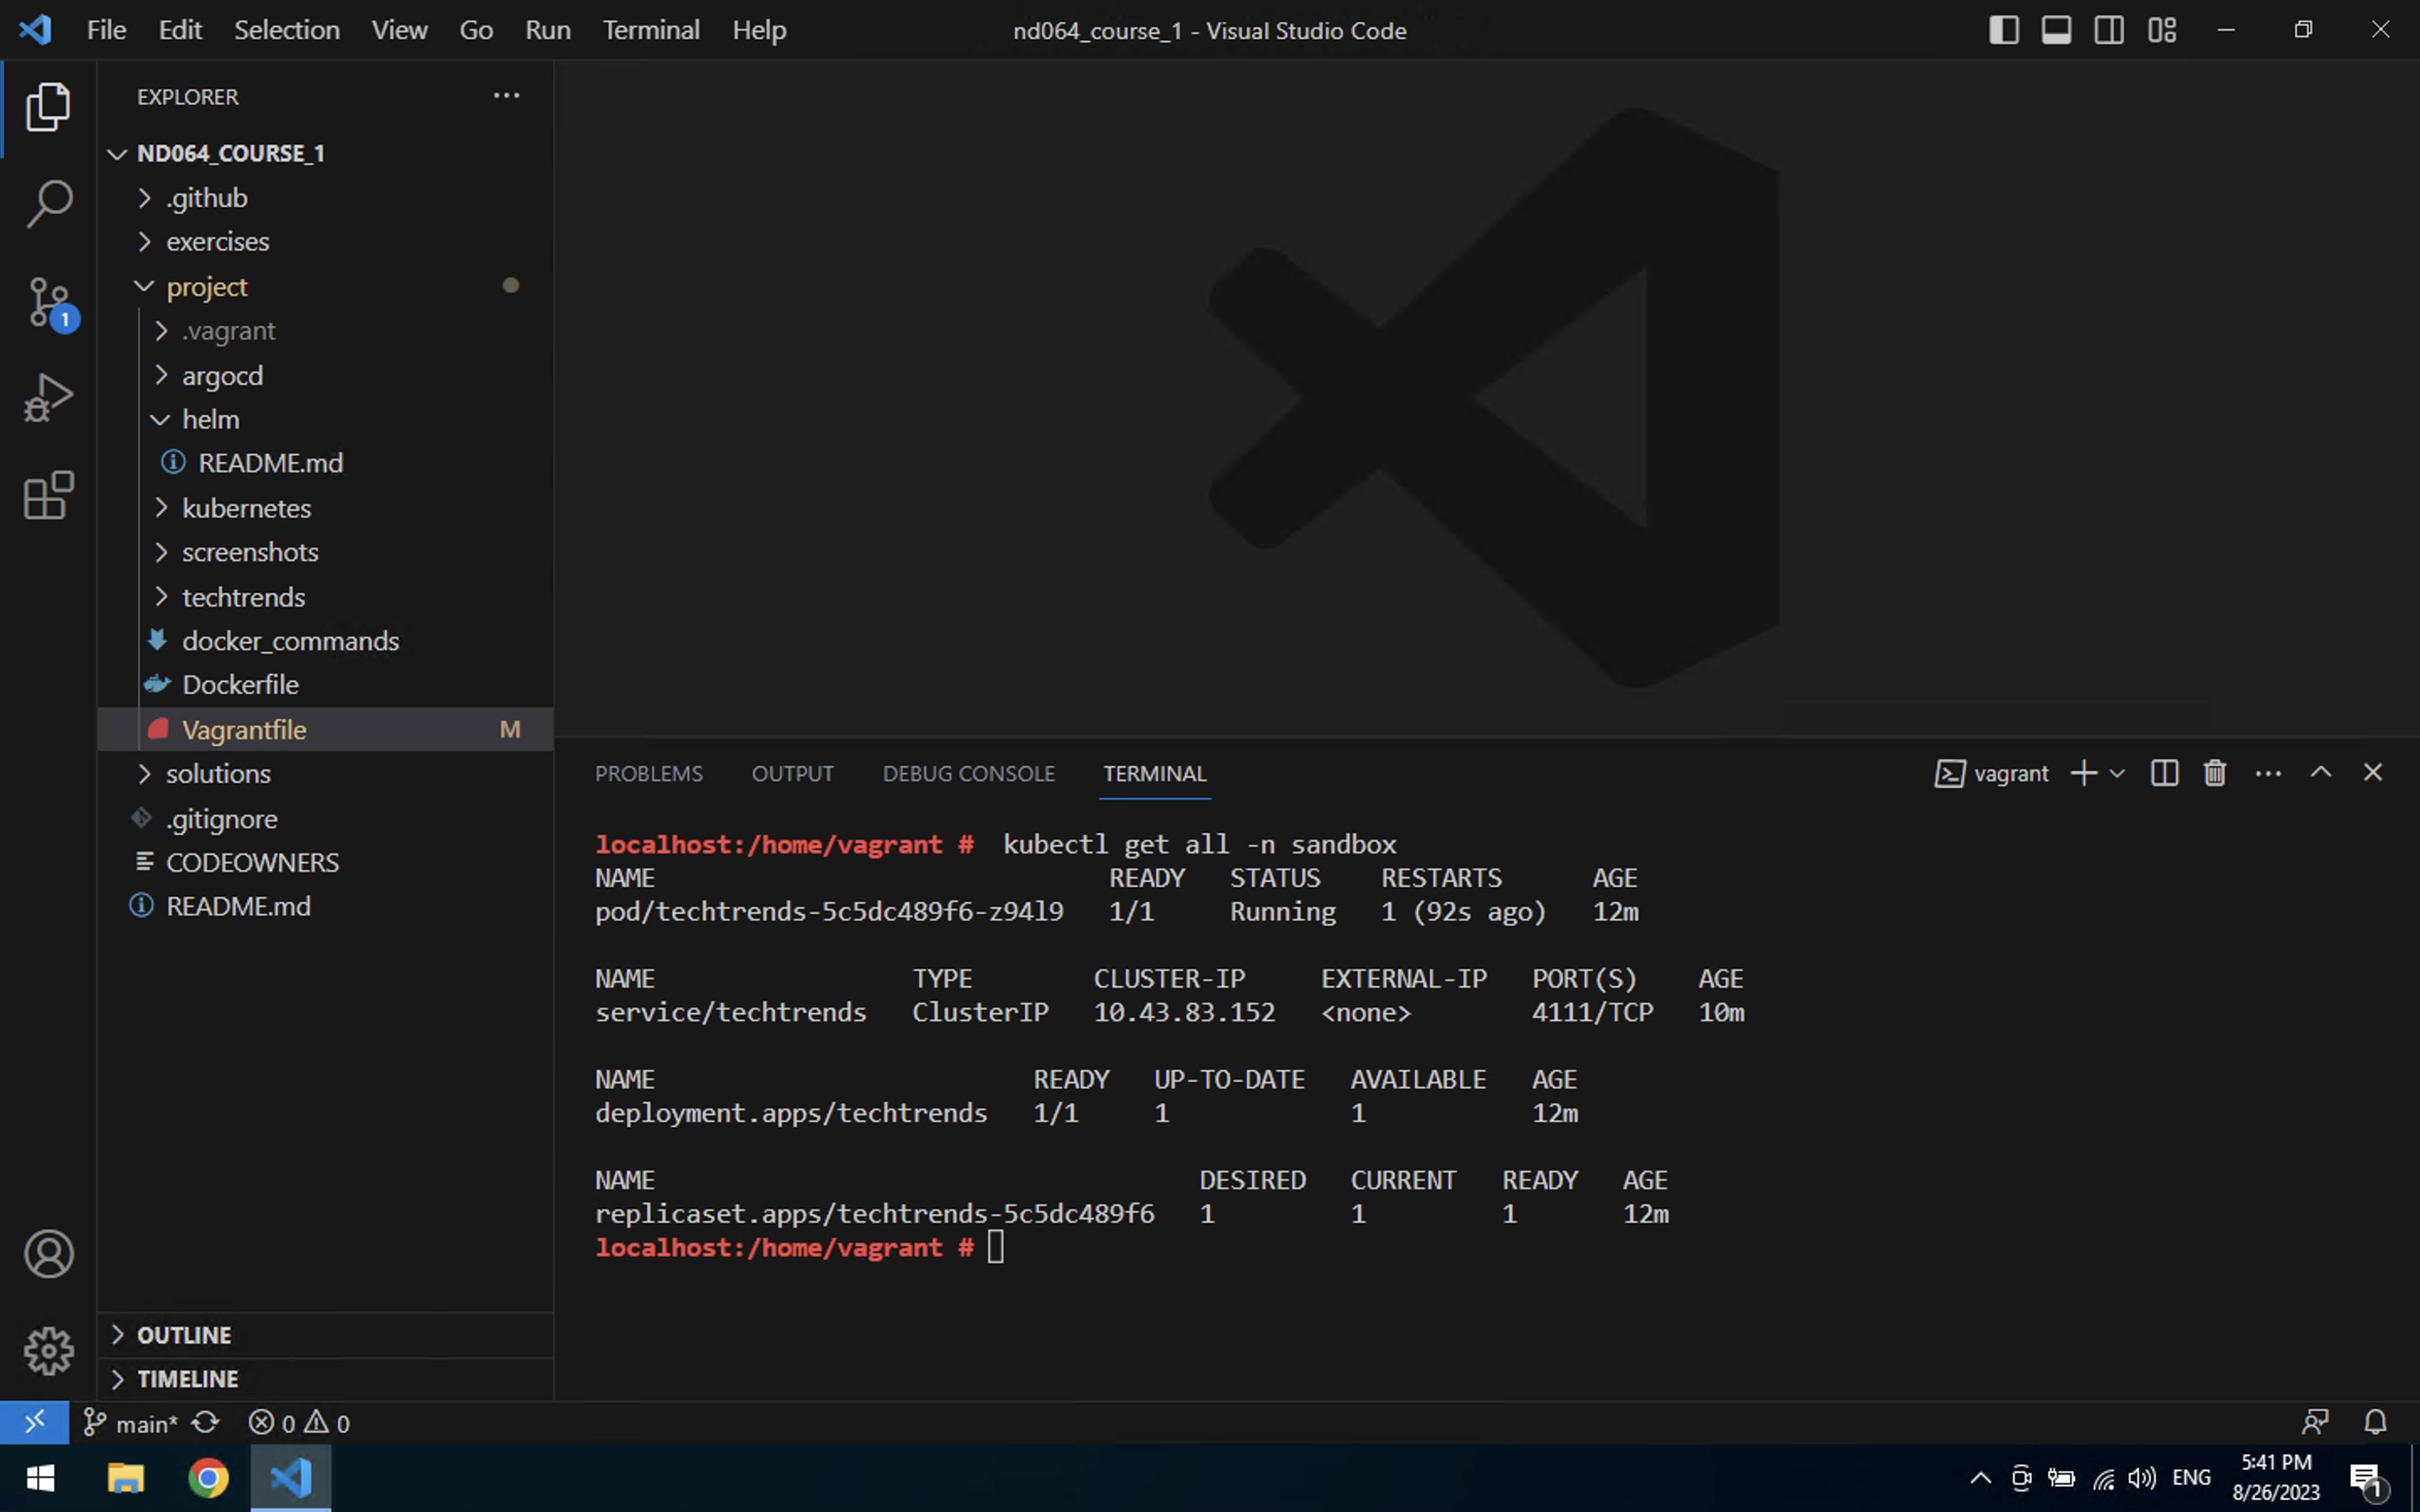 File Edit Selection View Go Run Terminal Help
nd064_course_1 - Visual Studio Code
EXPLORER
ND064_COURSE_1
.github
exercises
project
1
.vagrant
argocd
helm
README.md
kubernetes
screenshots
techtrends
docker_commands
Dockerfile
Vagrantfile M
solutions
.gitignore
CODEOWNERS
README.md
OUTLINE
TIMELINE
PROBLEMS OUTPUT DEBUG CONSOLE TERMINAL
vagrant
localhost:/home/vagrant # kubectl get all -n sandbox
NAME READY STATUS RESTARTS AGE
pod/techtrends-5c5dc489f6-z94l9 1/1 Running 1 (92s ago) 12m
NAME TYPE CLUSTER-IP EXTERNAL-IP PORT(S) AGE
service/techtrends ClusterIP 10.43.83.152 <none> 4111/TCP 10m
NAME READY UP-TO-DATE AVAILABLE AGE
deployment.apps/techtrends 1/1 1 1 12m
NAME DESIRED CURRENT READY AGE
replicaset.apps/techtrends-5c5dc489f6 1 1 1 12m
localhost:/home/vagrant #
main* 0 0
ENG
5:41 PM
8/26/2023
1